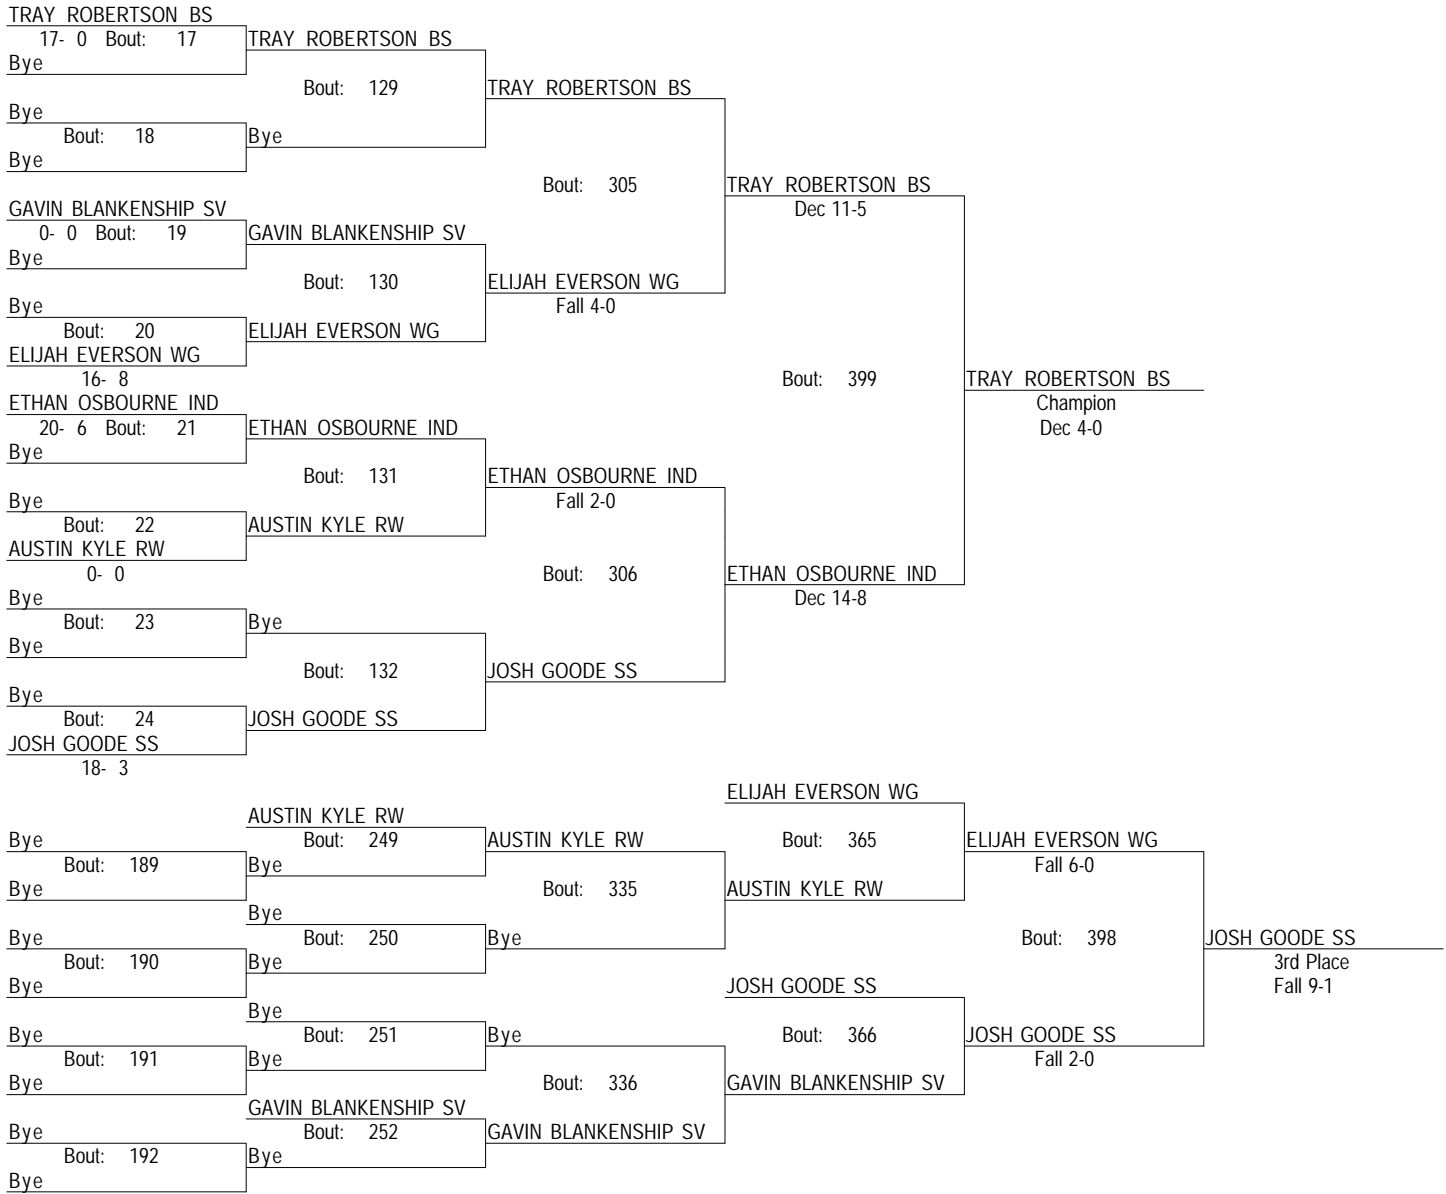 TRAY ROBERTSON BS
17- 0 Bout: 17 TRAY ROBERTSON BS
Bye
Bout: 129 TRAY ROBERTSON BS
Bye
Bout: 18 Bye
Bye
Bout: 305 TRAY ROBERTSON BS
GAVIN BLANKENSHIP SV Dec 11-5
0- 0 Bout: 19 GAVIN BLANKENSHIP SV
Bye
Bout: 130 ELIJAH EVERSON WG
Bye Fall 4-0
Bout: 20 ELIJAH EVERSON WG
ELIJAH EVERSON WG
16- 8 Bout: 399 TRAY ROBERTSON BS
ETHAN OSBOURNE IND Champion
20- 6 Bout: 21 ETHAN OSBOURNE IND Dec 4-0
Bye
Bout: 131 ETHAN OSBOURNE IND
Bye Fall 2-0
Bout: 22 AUSTIN KYLE RW
AUSTIN KYLE RW
0- 0 Bout: 306 ETHAN OSBOURNE IND
Bye Dec 14-8
Bout: 23 Bye
Bye
Bout: 132 JOSH GOODE SS
Bye
Bout: 24 JOSH GOODE SS
JOSH GOODE SS
18- 3
ELIJAH EVERSON WG
AUSTIN KYLE RW
Bye Bout: 249 AUSTIN KYLE RW Bout: 365 ELIJAH EVERSON WG
Bout: 189 Bye Fall 6-0
Bye Bout: 335 AUSTIN KYLE RW
Bye
Bye Bout: 250 Bye Bout: 398 JOSH GOODE SS
Bout: 190 Bye 3rd Place
Bye JOSH GOODE SS Fall 9-1
Bye
Bye Bout: 251 Bye Bout: 366 JOSH GOODE SS
Bout: 191 Bye Fall 2-0
Bye Bout: 336 GAVIN BLANKENSHIP SV
GAVIN BLANKENSHIP SV
Bye Bout: 252 GAVIN BLANKENSHIP SV
Bout: 192 Bye
Bye